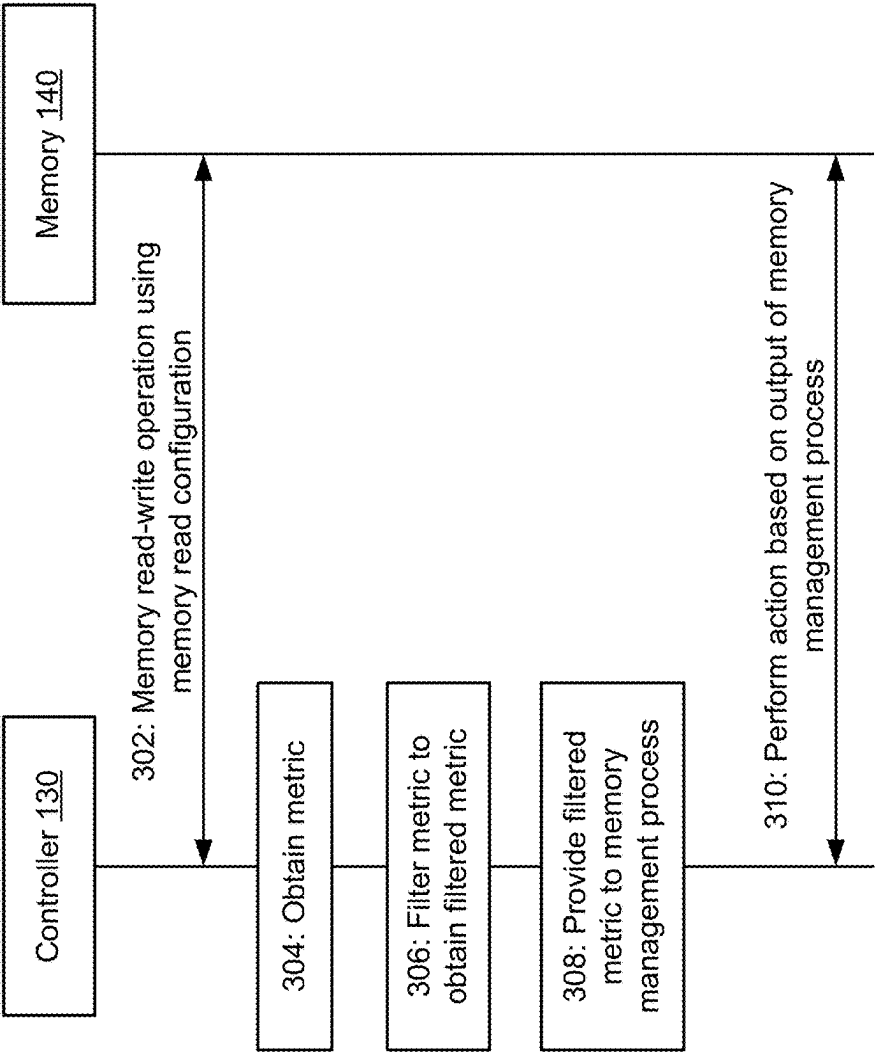 Controller 130
Memory 140
302: Memory read-write operation using
memory read configuration
304: Obtain metric
306: Filter metric to
obtain filtered metric
308: Provide filtered
metric to memory
management process
310: Perform action based on output of memory
management process